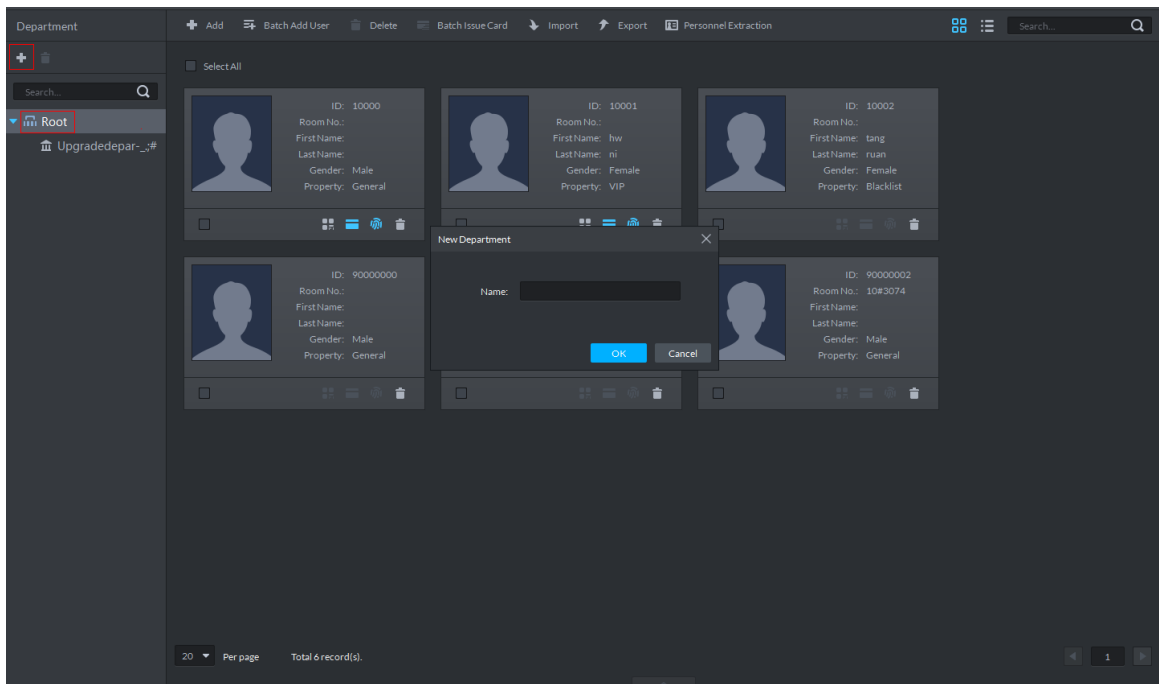 Department
Add Batch Add User Delete Batch Issue Card Import Export Personnel Extraction Search...
Search...
Root
Upgradedepar-_;#
Select All
ID: 10000
Room No.:
First Name:
Last Name:
Gender: Male
Property: General
ID: 10001
Room No.:
First Name: hw
Last Name: ni
Gender: Female
Property: VIP
ID: 10002
Room No.:
First Name: tang
Last Name: ruan
Gender: Female
Property: Blacklist
New Department
Name:
OK Cancel
ID: 90000000
Room No.:
First Name:
Last Name:
Gender: Male
Property: General
ID: 90000002
Room No.: 10#3074
First Name:
Last Name:
Gender: Male
Property: General
20 Per page Total 6 record(s). 1